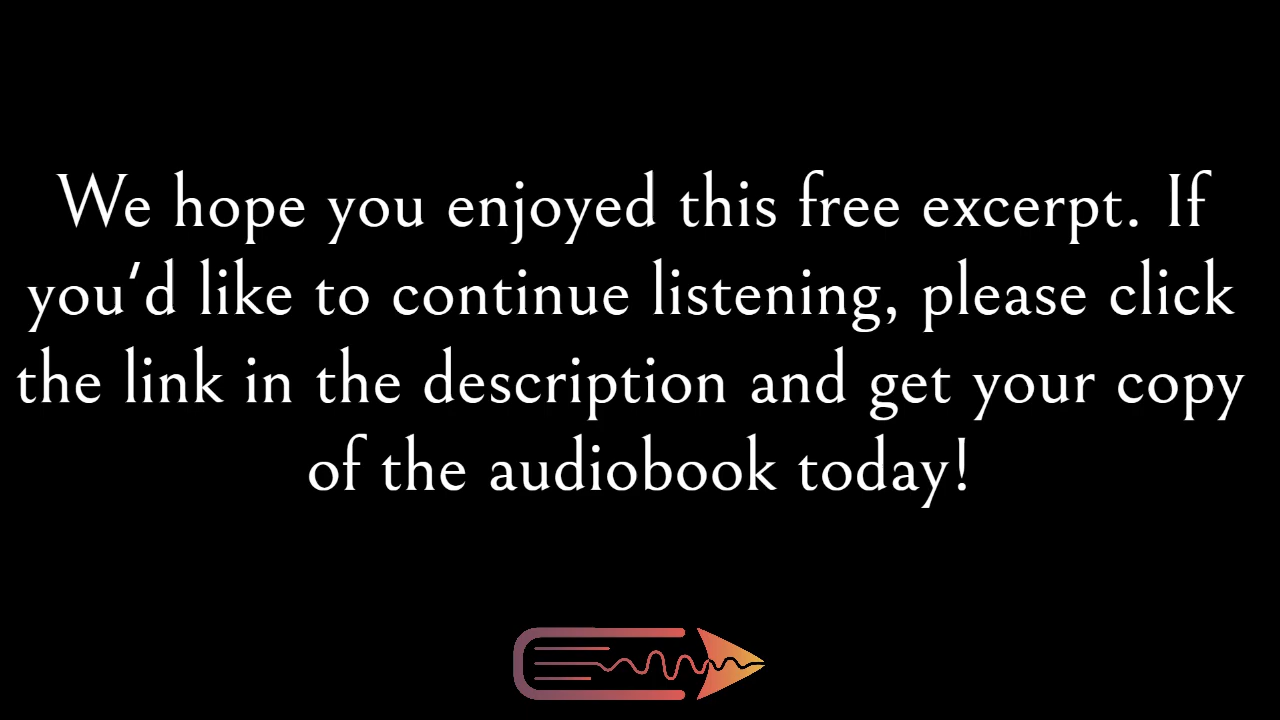 We hope you enjoyed this free excerpt. If
you'd like to continue listening, please click
the link in the description and get your copy
of the audiobook today!